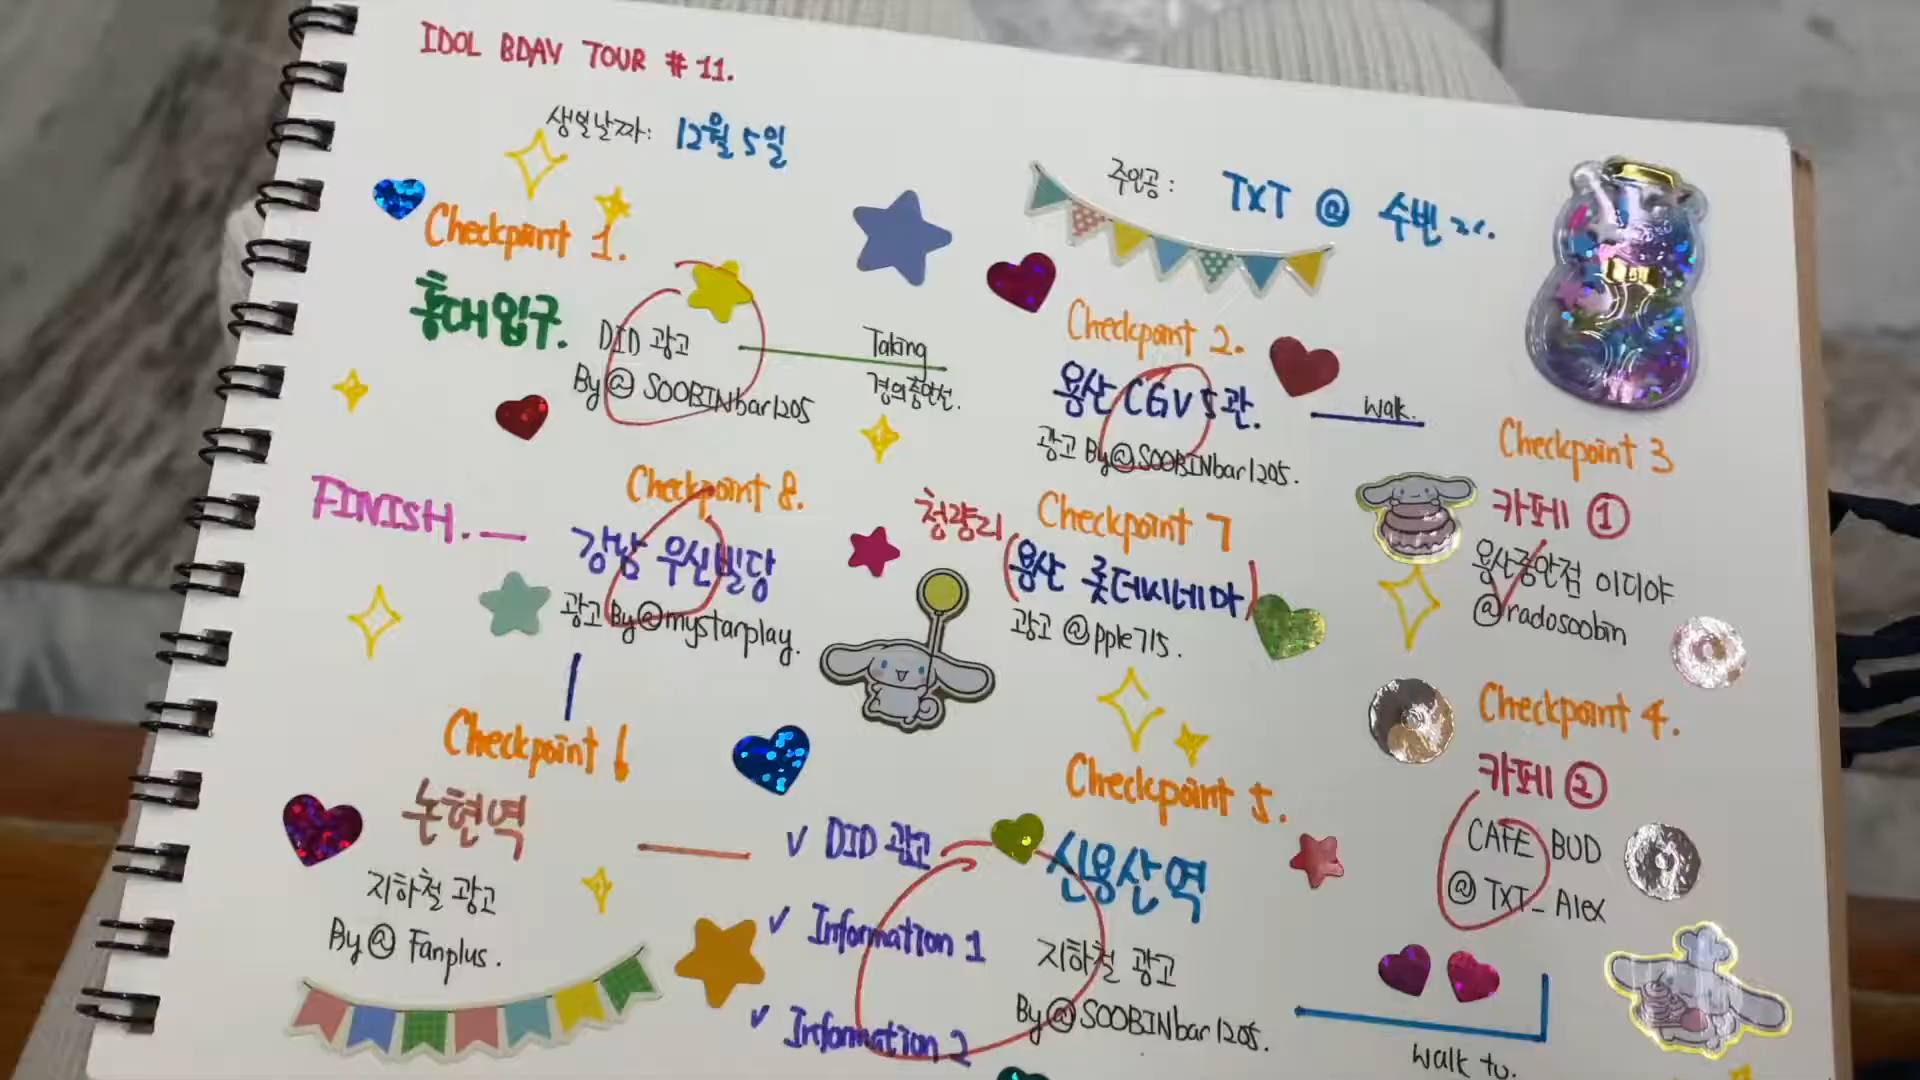 IDOL BDAY TOUR #11.
생일날짜: 12월 5일
주인공: TXT @ 수빈
Checkpoint 1.
홍대입구.
DID 광고
By @ SOOBINbar1205
Taking
경의중앙선.
Checkpoint 2.
용산 CGV 5관.
광고 By @SOOBINbar1205.
walk.
Checkpoint 3
카페 ①
용산중앙점 이디야
@radosoobin
Checkpoint 4.
카페 ②
CAFE BUD
@ TXT_Alex
walk to.
Checkpoint 5.
신용산역
지하철 광고
By @SOOBINbar1205.
✓ DID 광고
✓ Information 1
✓ Information 2
Checkpoint 6
논현역
지하철 광고
By @ Fanplus.
Checkpoint 7
청량리 (용산 롯데시네마)
광고 @pple715.
Checkpoint 8.
강남 우신빌딩
광고 By @mystarplay.
FINISH.